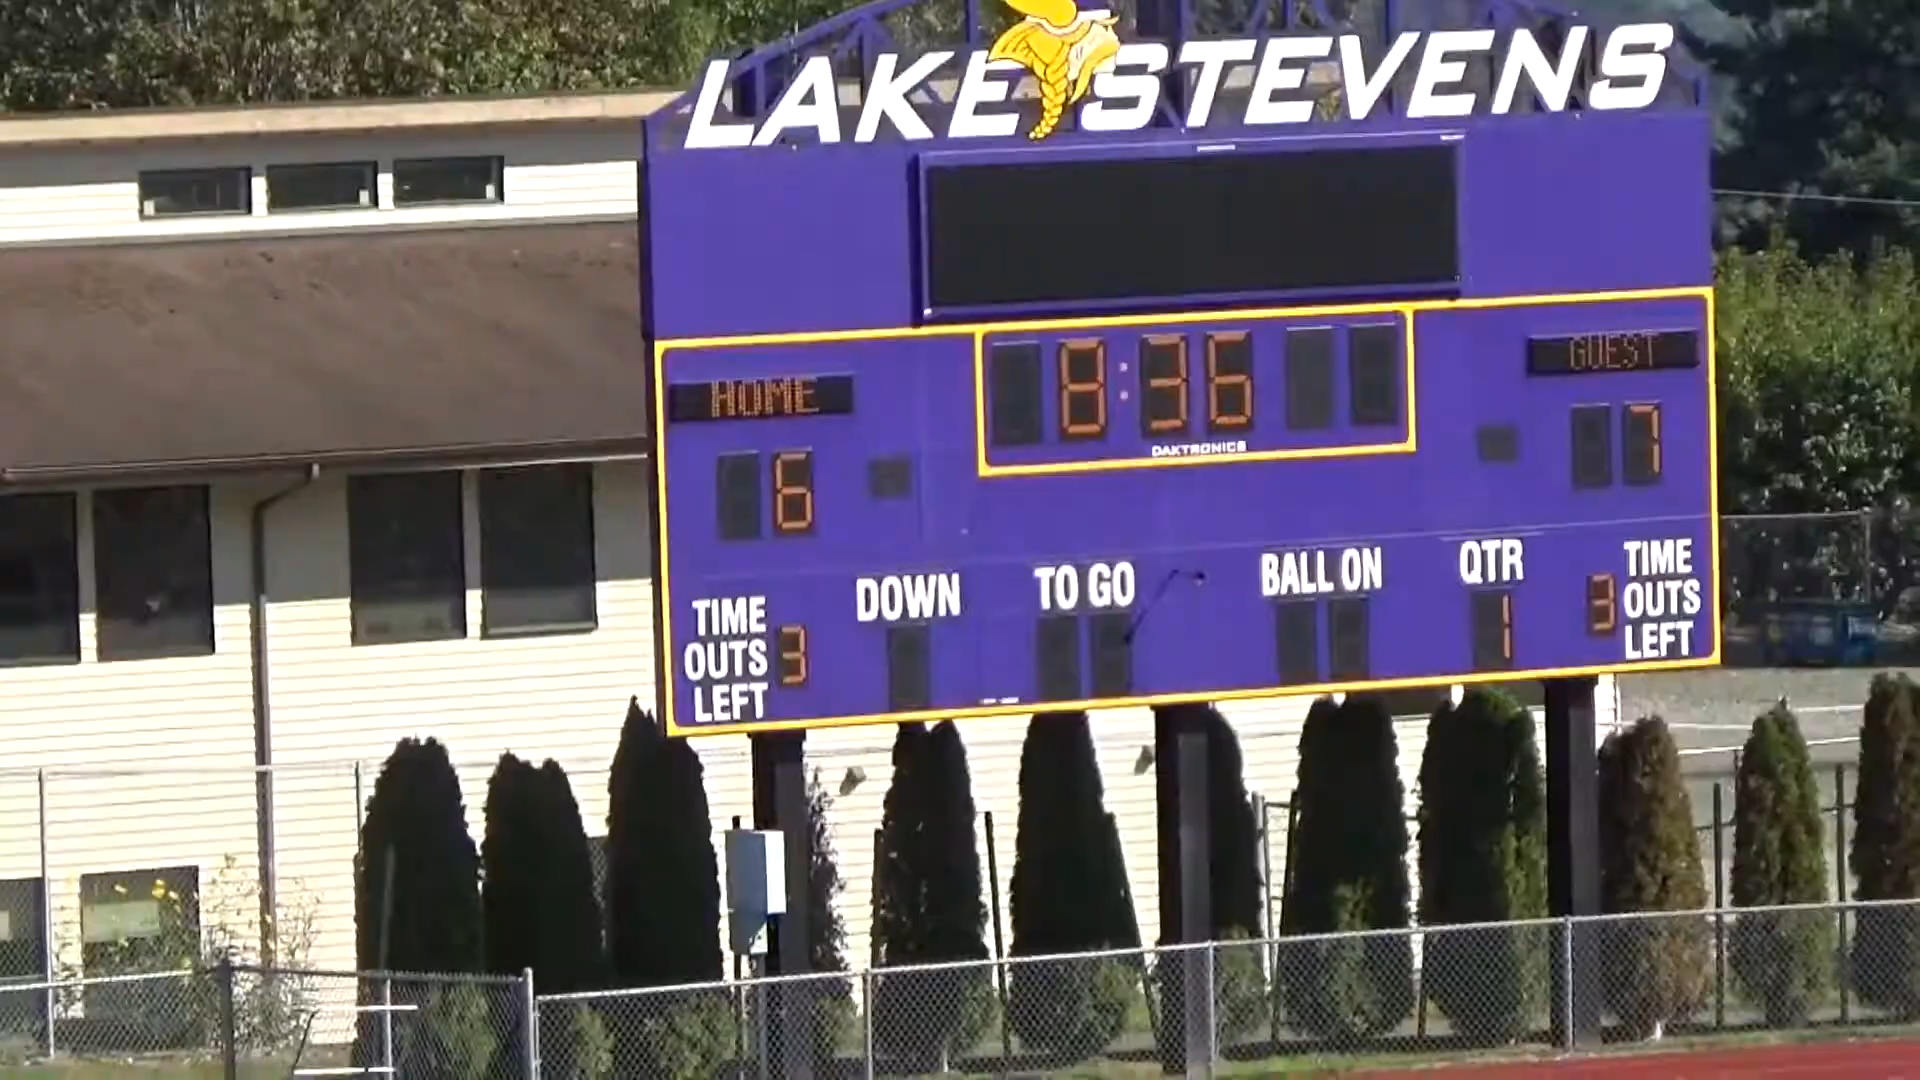 LAKE STEVENS
8:36
HOME
GUEST
DAKTRONICS
6
7
DOWN
TO GO
BALL ON
QTR
1
TIME
OUTS
LEFT
3
3
TIME
OUTS
LEFT